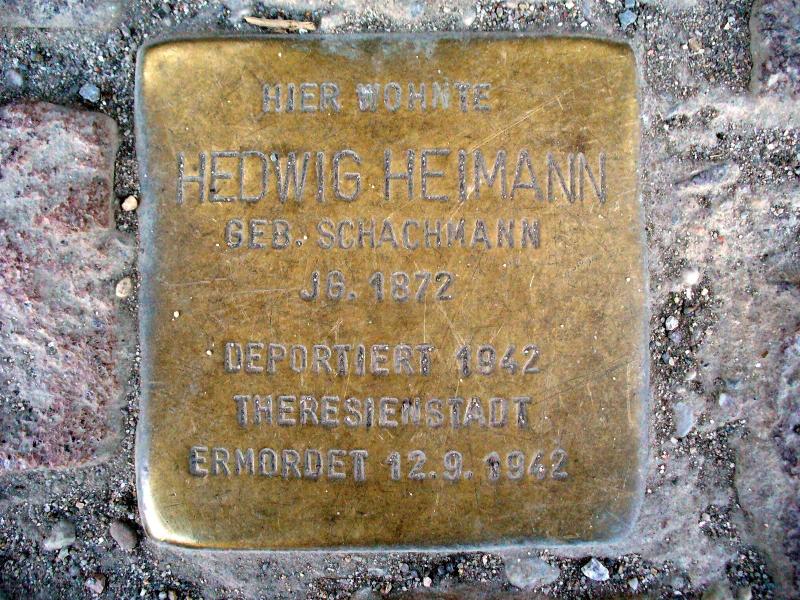 HIER WOHNTE
HEDWIG HEIMANN
GEB. SCHACHMANN
JG. 1872
DEPORTIERT 1942
THERESIENSTADT
ERMORDET 12.9.1942